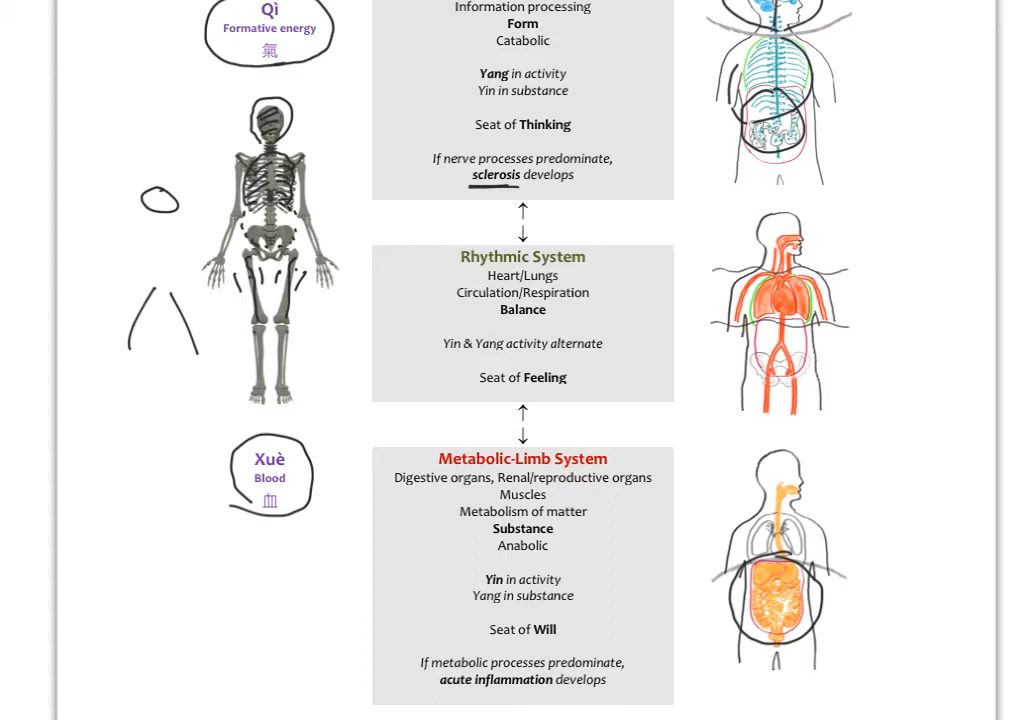 Qì
Formative energy
氣
Information processing
Form
Catabolic
Yang in activity
Yin in substance
Seat of Thinking
If nerve processes predominate,
sclerosis develops
↑
↓
Rhythmic System
Heart/Lungs
Circulation/Respiration
Balance
Yin & Yang activity alternate
Seat of Feeling
↑
↓
Xuè
Blood
血
Metabolic-Limb System
Digestive organs, Renal/reproductive organs
Muscles
Metabolism of matter
Substance
Anabolic
Yin in activity
Yang in substance
Seat of Will
If metabolic processes predominate,
acute inflammation develops